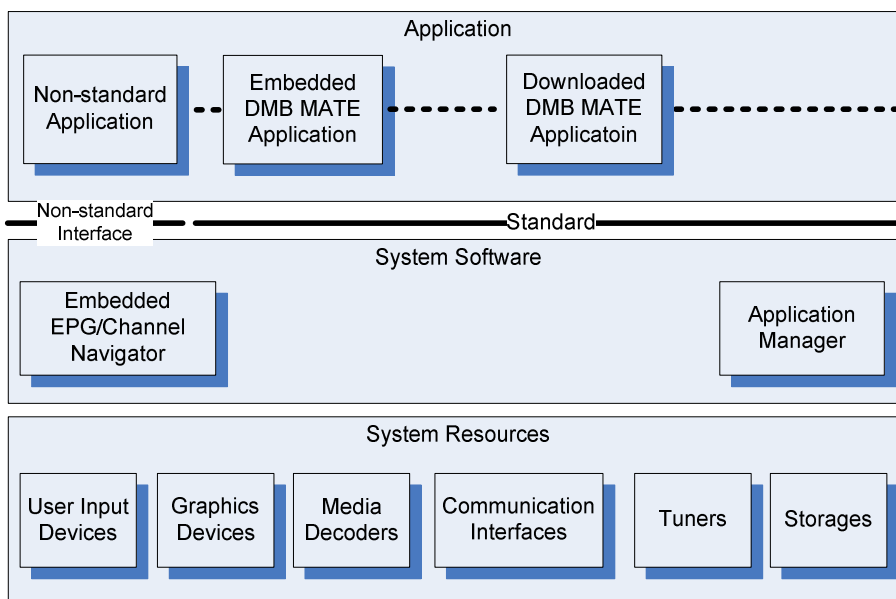 Application
Non-standard
Application
Embedded
DMB MATE
Application
Downloaded
DMB MATE
Applicatoin
Non-standard
Interface
Standard
System Software
Embedded
EPG/Channel
Navigator
Application
Manager
System Resources
User Input
Devices
Graphics
Devices
Media
Decoders
Communication
Interfaces
Tuners
Storages